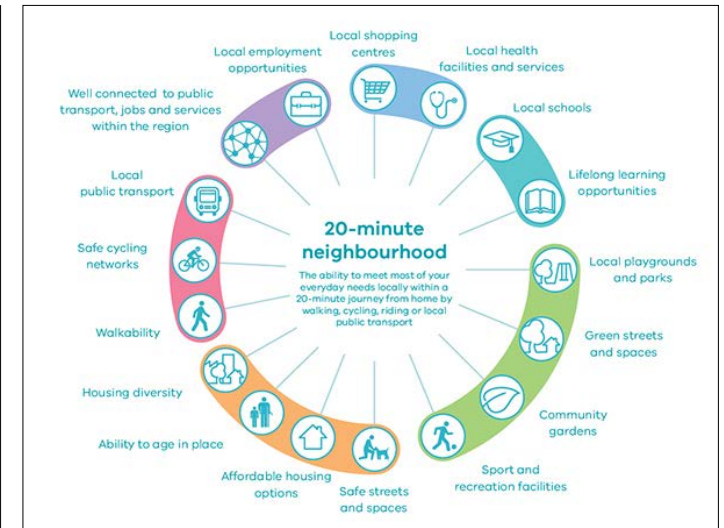 Local shopping
centres
Local health
facilities and services
Local schools
Lifelong learning
opportunities
Local playgrounds
and parks
Green streets
and spaces
Community
gardens
Sport and
recreation facilities
Safe streets
and spaces
Affordable housing
options
Ability to age in place
Housing diversity
Walkability
Safe cycling
networks
Local
public transport
Well connected to public
transport, jobs and services
within the region
Local employment
opportunities
20-minute
neighbourhood
The ability to meet most of your
everyday needs locally within a
20-minute journey from home by
walking, cycling, riding or local
public transport